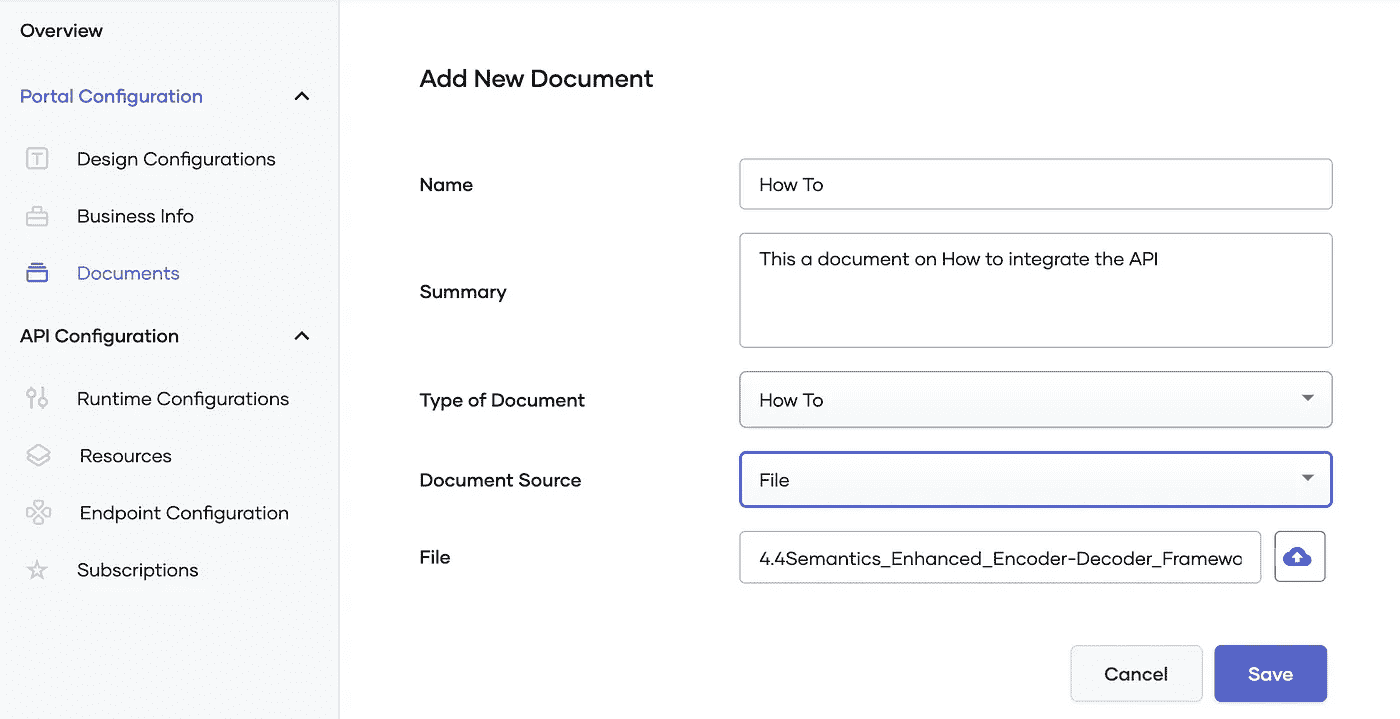 Overview
Portal Configuration
Design Configurations
Business Info
Documents
API Configuration
Runtime Configurations
Resources
Endpoint Configuration
Subscriptions
Add New Document
Name
How To
Summary
This a document on How to integrate the API
Type of Document
How To
Document Source
File
File
4.4Semantics_Enhanced_Encoder-Decoder_Framewo
Cancel
Save